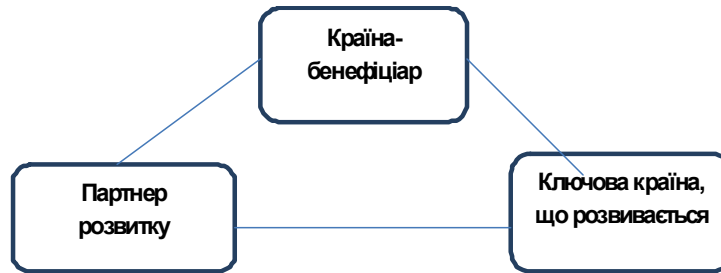 Країна-
бенефіціар
Партнер
розвитку
Ключова країна,
що розвивається